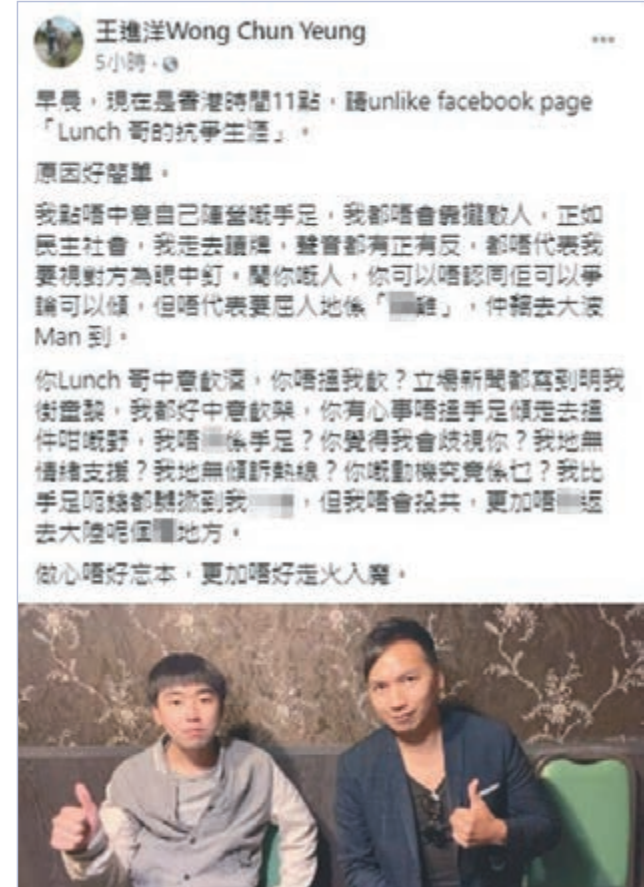 王進洋Wong Chun Yeung
5小時
早晨，現在是香港時間11點，請unlike facebook page
「Lunch 哥的抗爭生涯」。
原因好簡單。
我點唔中意自己陣營嘅手足，我都唔會靠攏敵人，正如
民主社會，我走去讀牌，聲音都有正有反，都唔代表我
要視對方為眼中釘，鬧你嘅人，你可以唔認同佢可以爭
論可以傾，但唔代表要屈人地係「雞」，仲 去大波
Man 到。
你Lunch 哥中意飲酒，你唔搵我飲？立場新聞都寫到明我
街童黎，我都好中意飲 ，你有心事唔搵手足傾走去搵
件咁嘅野，我唔 係手足？你覺得我會歧視你？我地無
情緒支援？我地無傾訴熱線？你嘅動機究竟係乜？我比
手足 都 到我 ，但我唔會投共，更加唔 返
去大陸呢個 地方。
做 唔好忘本，更加唔好走火入魔。